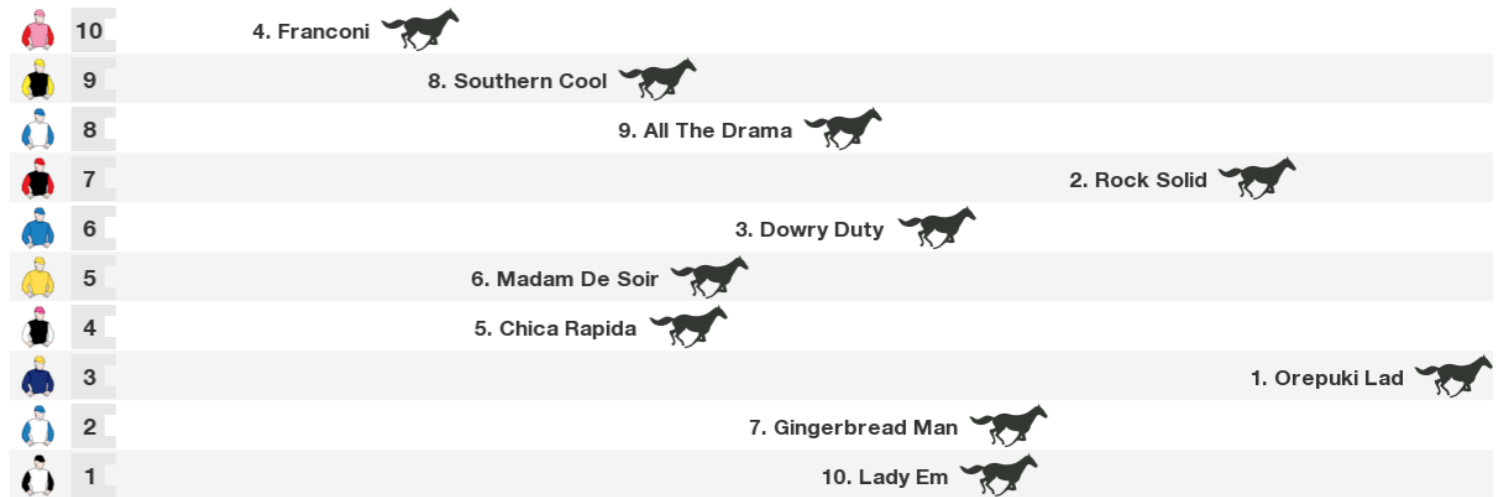 10 4. Franconi
9 8. Southern Cool
8 9. All The Drama
7 2. Rock Solid
6 3. Dowry Duty
5 6. Madam De Soir
4 5. Chica Rapida
3 1. Orepuki Lad
2 7. Gingerbread Man
1 10. Lady Em